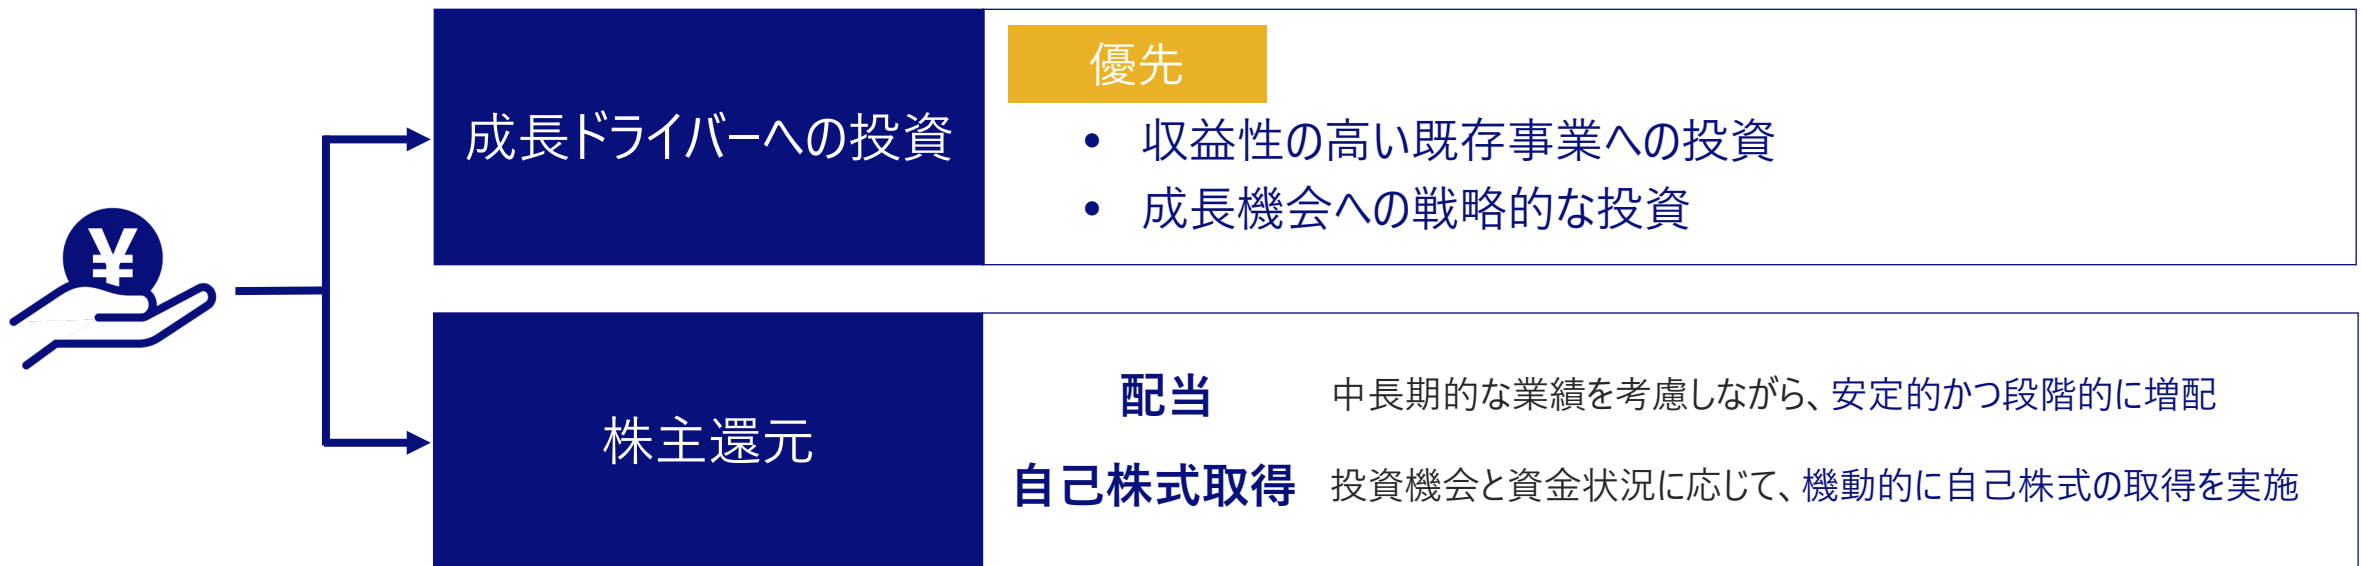 優先
成長ドライバーへの投資
• 収益性の高い既存事業への投資
• 成長機会への戦略的な投資
¥
株主還元
配当 中長期的な業績を考慮しながら、安定的かつ段階的に増配
自己株式取得 投資機会と資金状況に応じて、機動的に自己株式の取得を実施